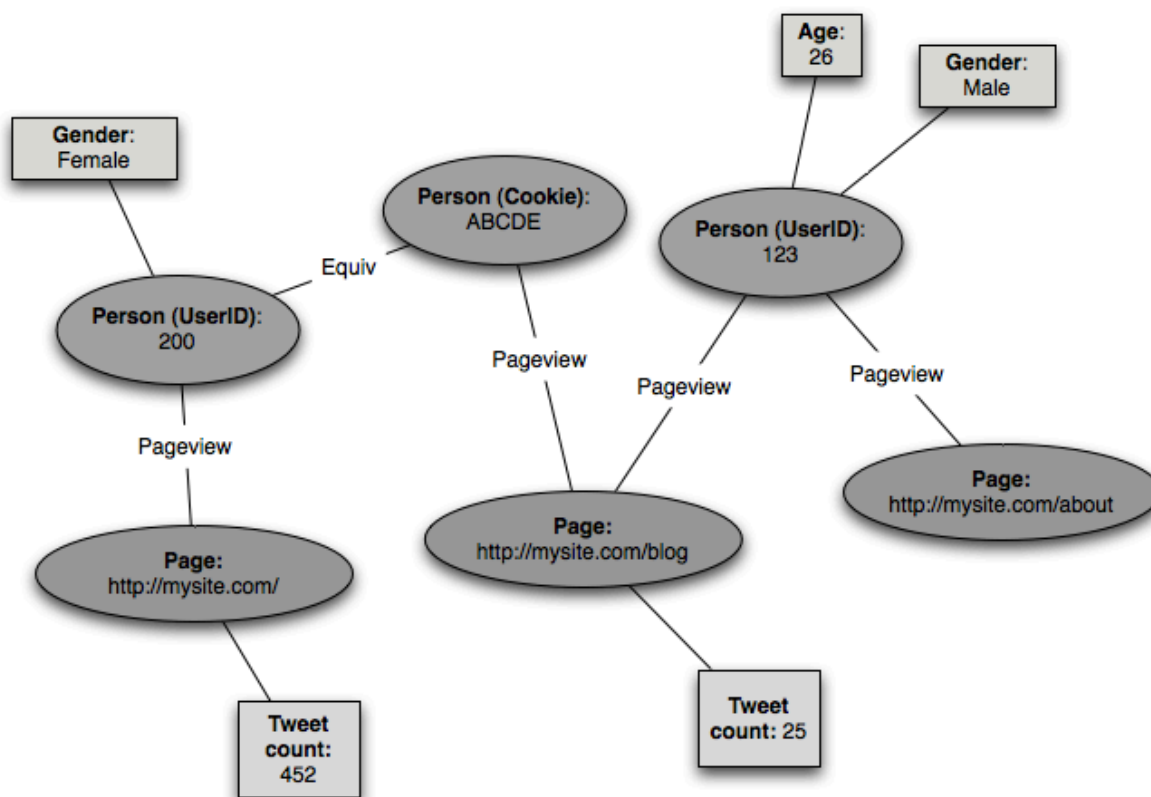 Age:
26
Gender:
Male
Gender:
Female
Person (Cookie):
ABCDE
Person (UserID):
123
Equiv
Person (UserID):
200
Pageview
Pageview
Pageview
Pageview
Page:
http://mysite.com/about
Page:
http://mysite.com/blog
Page:
http://mysite.com/
Tweet
count: 25
Tweet
count:
452